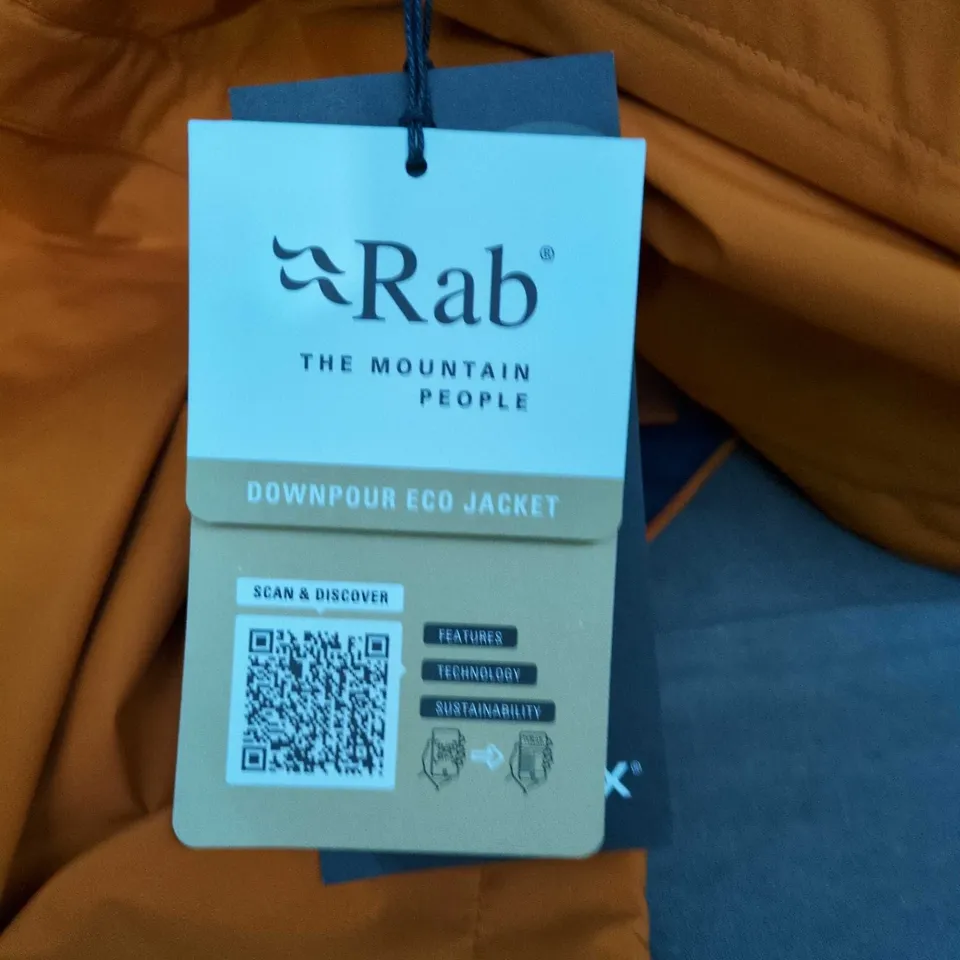 Rab®
THE MOUNTAIN
PEOPLE
DOWNPOUR ECO JACKET
SCAN & DISCOVER
FEATURES
TECHNOLOGY
SUSTAINABILITY
X®